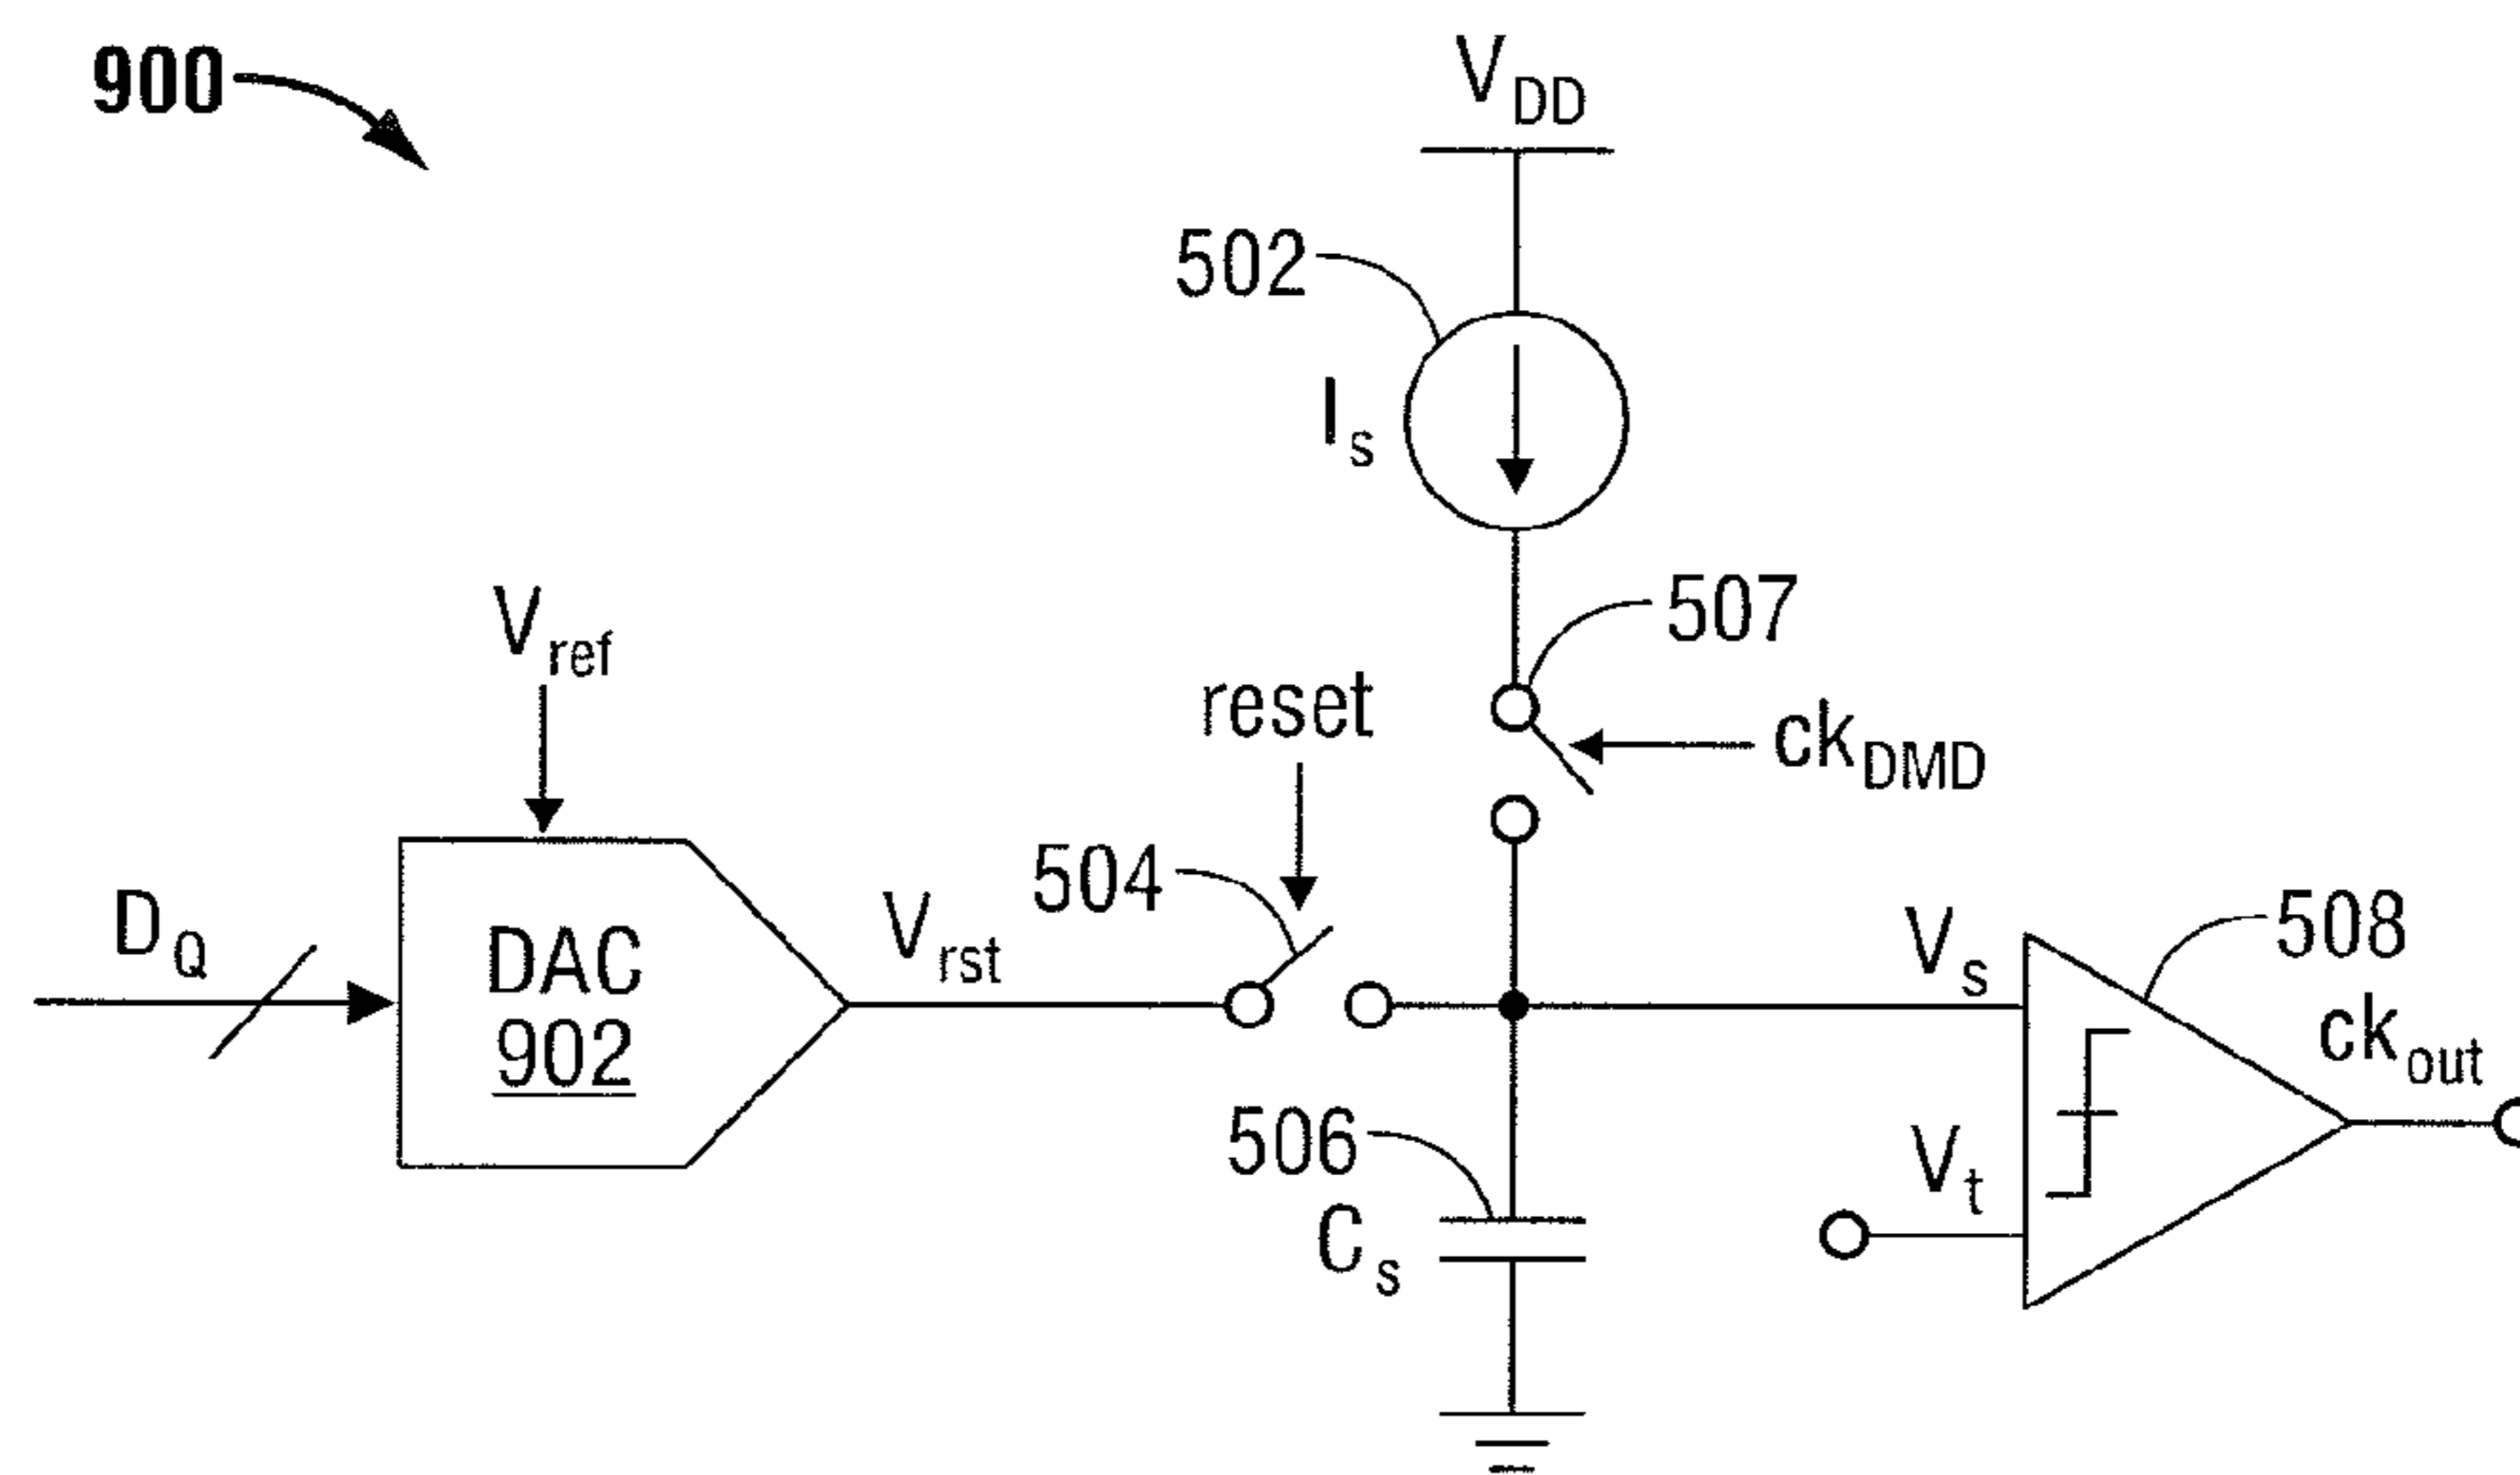 900
V_DD
502
I_s
507
V_ref
reset
ck_DMD
504
D_Q
DAC
902
V_rst
V_s
508
ck_out
506
C_s
V_t